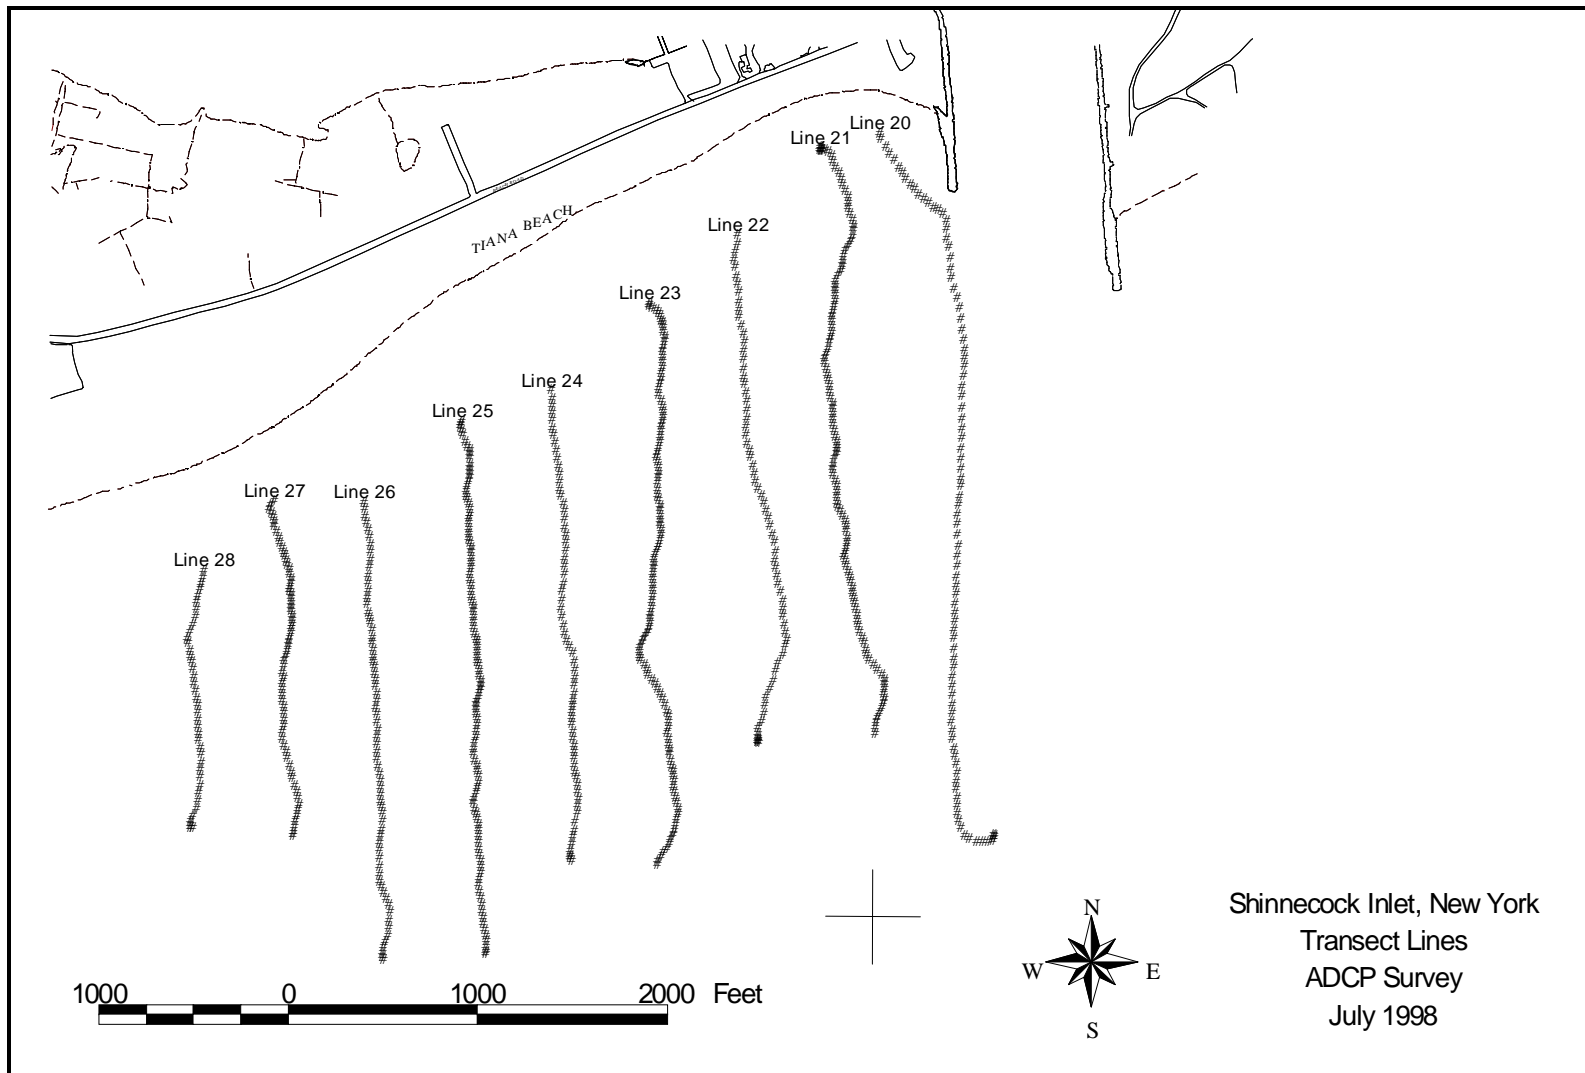 Line 20
Line 21
TIANA BEACH
Line 22
Line 23
Line 24
Line 25
Line 27
Line 26
Line 28
N
W
E
S
Shinnecock Inlet, New York
Transect Lines
ADCP Survey
July 1998
1000 0 1000 2000 Feet